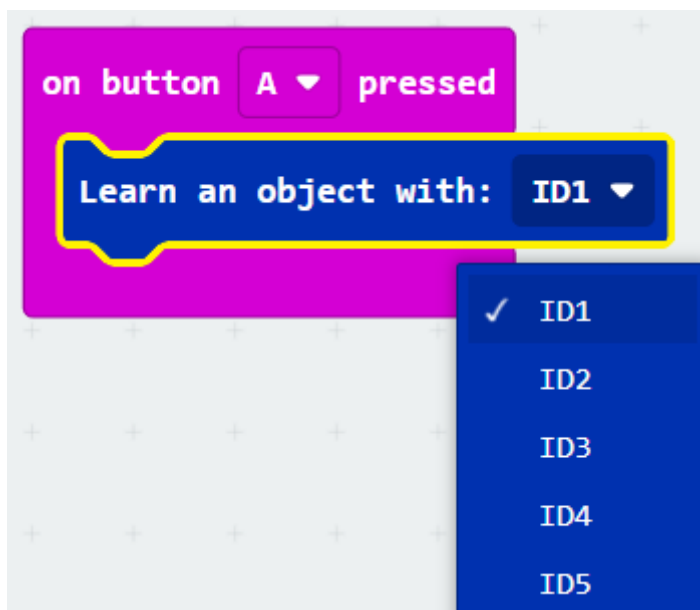 on button A pressed
Learn an object with: ID1
ID1
ID2
ID3
ID4
ID5